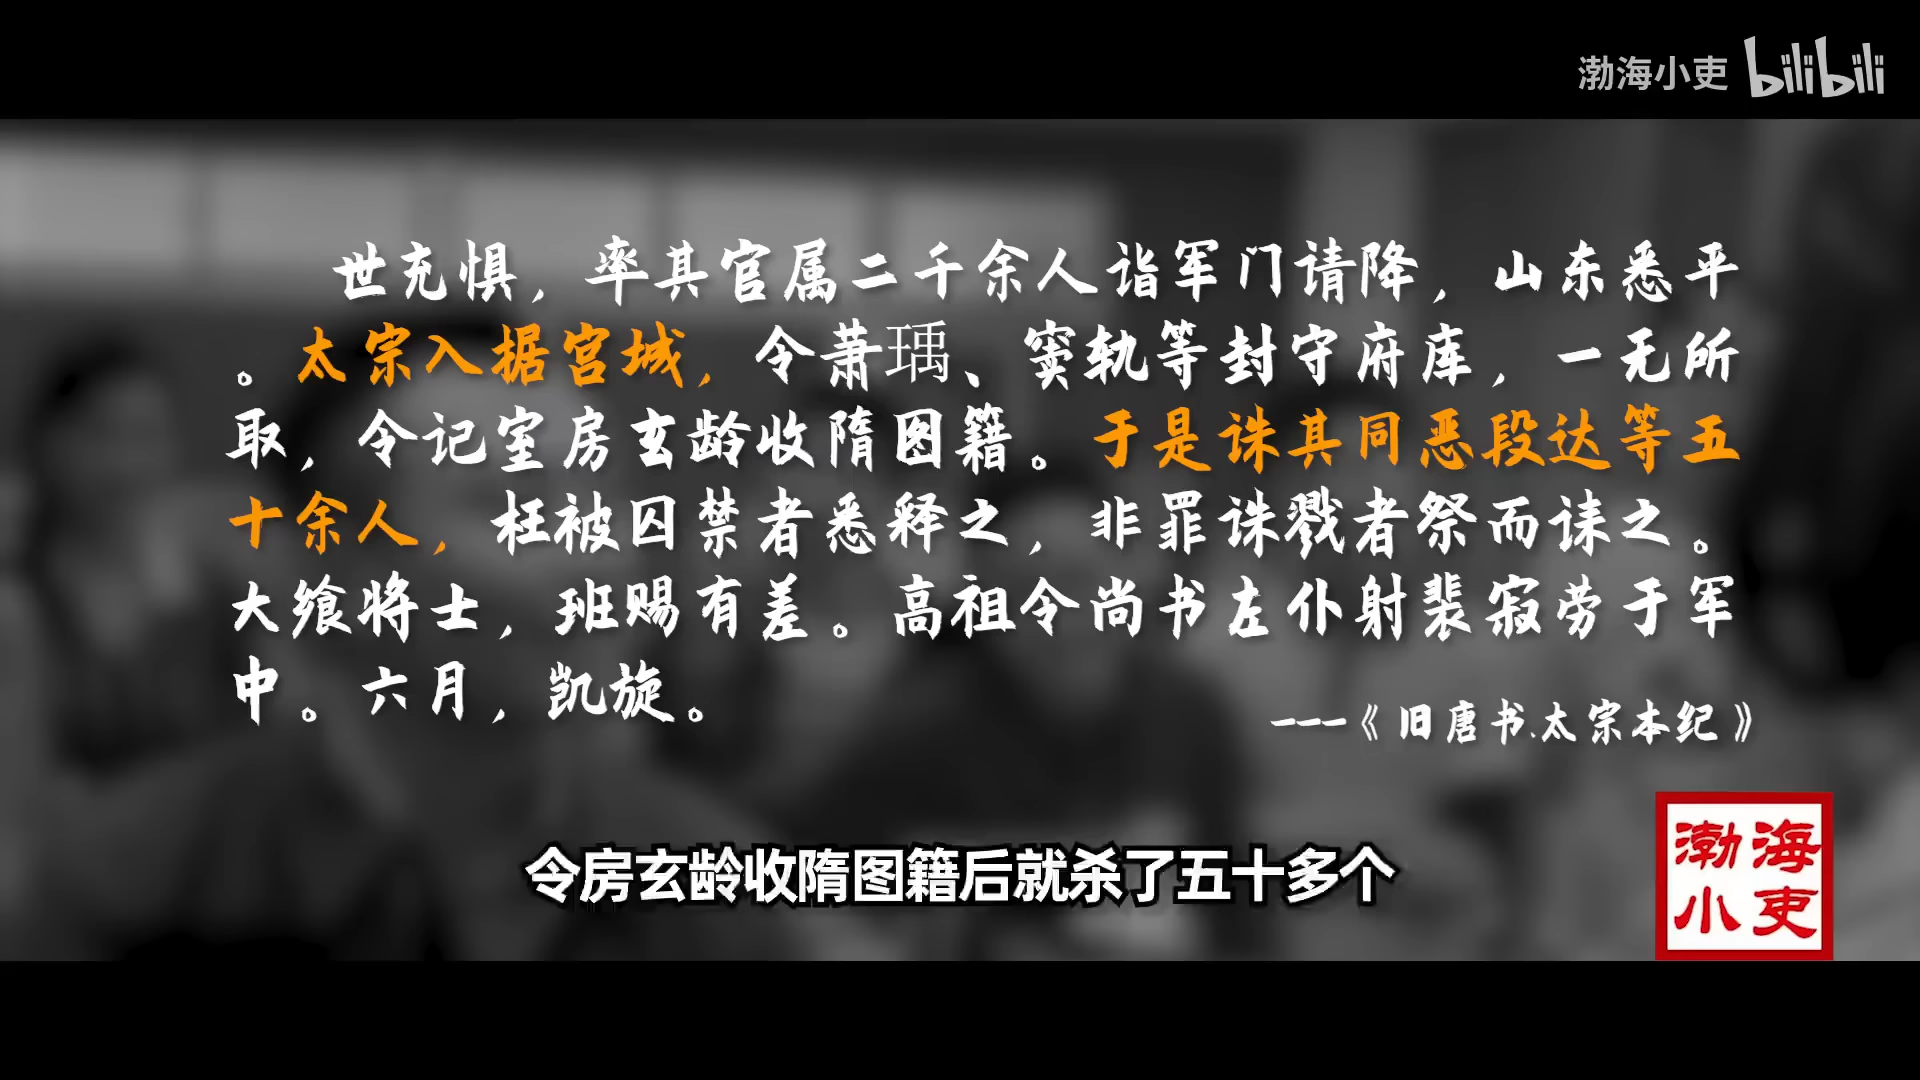 渤海小吏 bilibili
世充惧，率其官属二千余人诣军门请降，山东悉平
。太宗入据宫城，令萧瑀、窦轨等封守府库，一无所
取，令记室房玄龄收隋图籍。于是诛其同恶段达等五
十余人，枉被囚禁者悉释之，非罪诛戮者祭而诔之。
大飨将士，班赐有差。高祖令尚书左仆射裴寂劳于军
中。六月，凯旋。
---《旧唐书.太宗本纪》
渤海
小吏
令房玄龄收隋图籍后就杀了五十多个